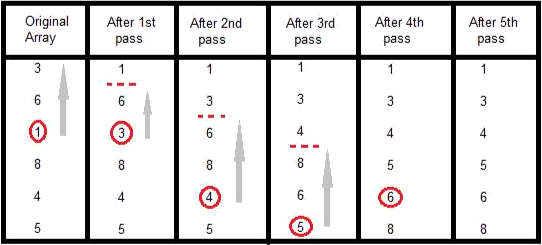 Original Array After 1st pass After 2nd pass After 3rd pass After 4th pass After 5th pass
3 1 1 1 1 1
6 6 3 3 3 3
1 3 6 4 4 4
8 8 8 8 5 5
4 4 4 6 6 6
5 5 5 5 8 8